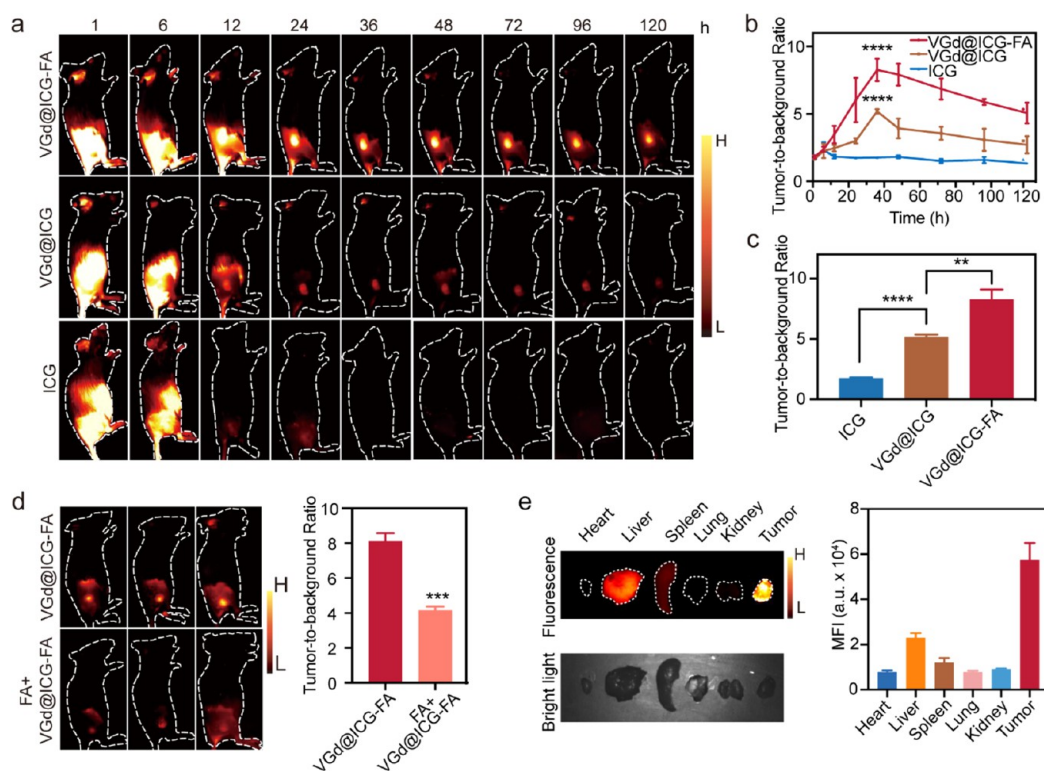 a
1 6 12 24 36 48 72 96 120 h
VGd@ICG-FA
VGd@ICG
ICG
H
L
b
Tumor-to-background Ratio
10
5
0
0 20 40 60 80 100 120
Time (h)
****
****
VGd@ICG-FA
VGd@ICG
ICG
c
Tumor-to-background Ratio
10
5
0
****
**
ICG
VGd@ICG
VGd@ICG-FA
d
VGd@ICG-FA
FA+
VGd@ICG-FA
H
L
Tumor-to-background Ratio
10
8
6
4
2
0
***
VGd@ICG-FA
FA+
VGd@ICG-FA
e
Heart Liver Spleen Lung Kidney Tumor
Fluorescence
H
L
Bright light
MFI (a.u. x 10⁴)
8
6
4
2
0
Heart
Liver
Spleen
Lung
Kidney
Tumor